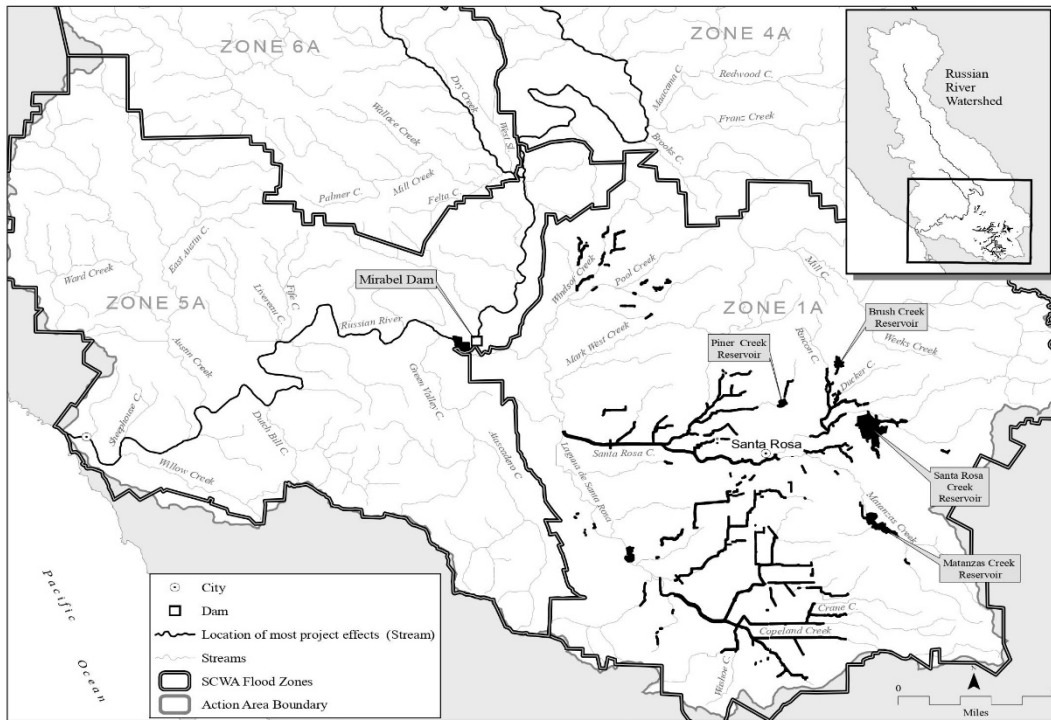 ZONE 6A
ZONE 4A
Maacama C.
Redwood C.
Franz Creek
Brooks C.
Dry Creek
West Sl.
Wallace Creek
Mill Creek
Palmer C.
Felta C.
Russian
River
Watershed
Ward Creek
East Austin C.
ZONE 5A
Livereau C.
Fife C.
Mirabel Dam
Russian River
Austin Creek
Sheephouse C.
Dutch Bill C.
Willow Creek
Green Valley C.
Atascadero C.
Windsor Creek
Pool Creek
Mark West Creek
ZONE 1A
Mill C.
Rincon C.
Brush Creek
Reservoir
Weeks Creek
Ducker C.
Piner Creek
Reservoir
Santa Rosa
Santa Rosa C.
Laguna de Santa Rosa
Santa Rosa
Creek
Reservoir
Matanzas Creek
Matanzas Creek
Reservoir
Crane C.
Copeland Creek
Washoe C.
Pacific
Ocean
City
Dam
Location of most project effects (Stream)
Streams
SCWA Flood Zones
Action Area Boundary
0
Miles